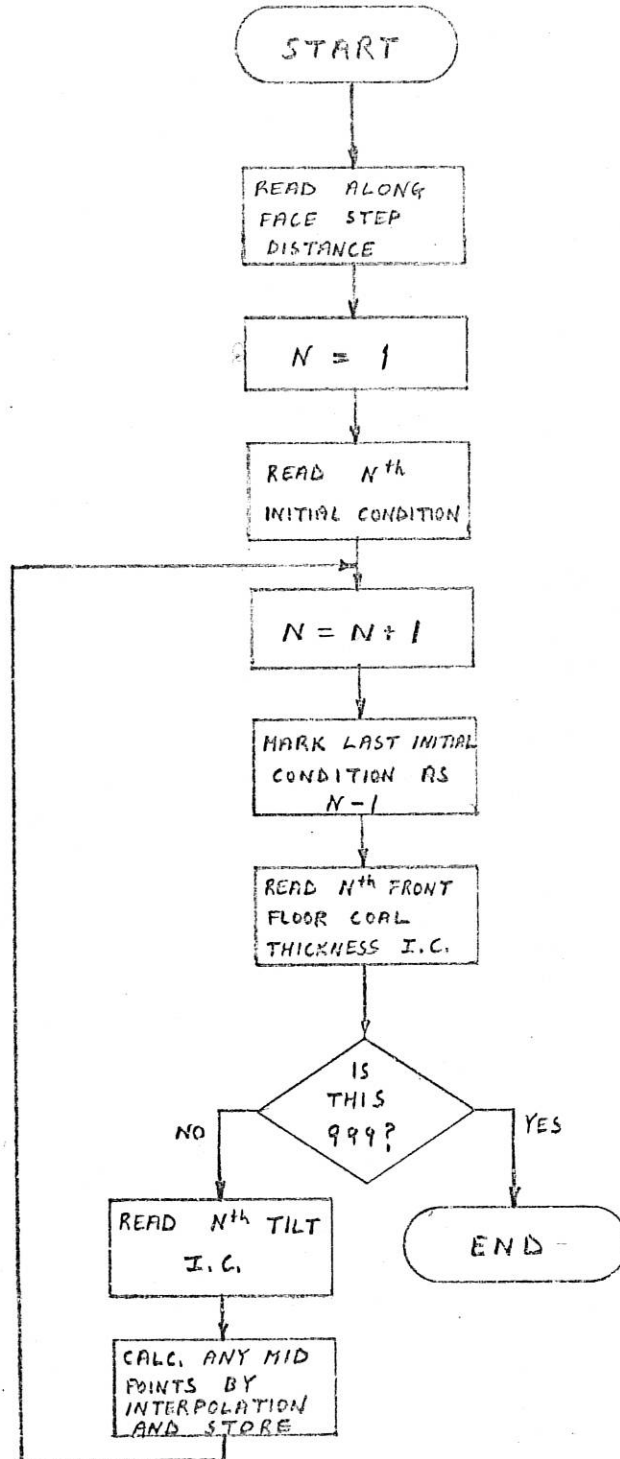 START
READ ALONG
FACE STEP
DISTANCE
N = 1
READ Nth
INITIAL CONDITION
N = N + 1
MARK LAST INITIAL
CONDITION AS
N-1
READ Nth FRONT
FLOOR COAL
THICKNESS I.C.
IS
THIS
999?
NO
YES
READ Nth TILT
I.C.
END
CALC. ANY MID
POINTS BY
INTERPOLATION
AND STORE